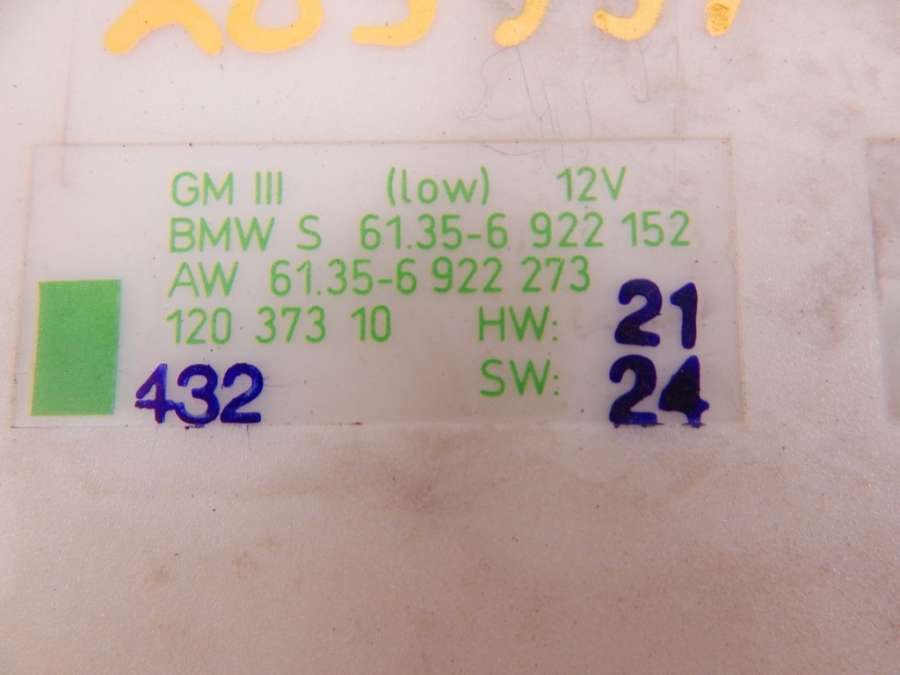 GM III (low) 12V
BMW S 61.35-6 922 152
AW 61.35-6 922 273
120 373 10 HW: 21
432 SW: 24